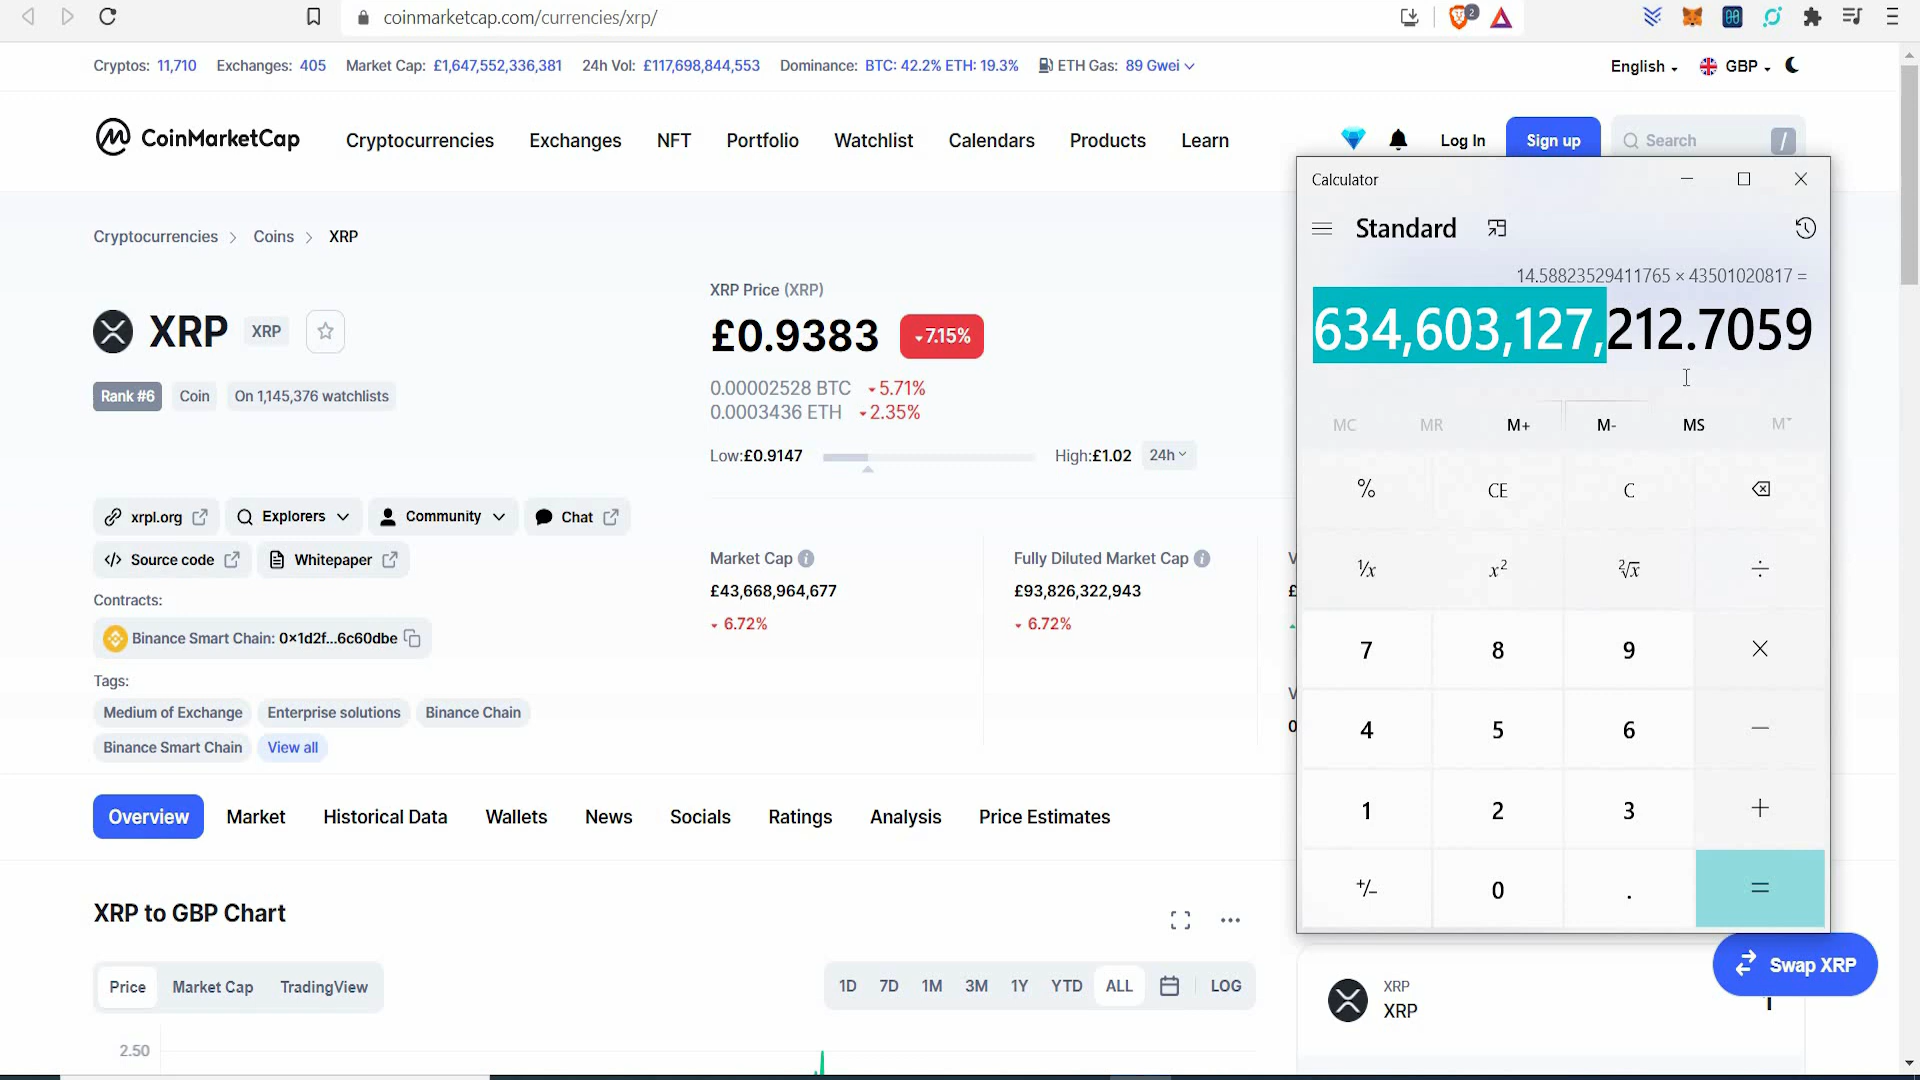 coinmarketcap.com/currencies/xrp/
2
Cryptos: 11,710 Exchanges: 405 Market Cap: £1,647,552,336,381 24h Vol: £117,698,844,553 Dominance: BTC: 42.2% ETH: 19.3% ETH Gas: 89 Gwei
English GBP
CoinMarketCap Cryptocurrencies Exchanges NFT Portfolio Watchlist Calendars Products Learn Log In Sign up Search /
Cryptocurrencies > Coins > XRP
XRP XRP
Rank #6 Coin On 1,145,376 watchlists
xrpl.org Explorers Community Chat
Source code Whitepaper
Contracts:
Binance Smart Chain: 0x1d2f...6c60dbe
Tags:
Medium of Exchange Enterprise solutions Binance Chain
Binance Smart Chain View all
XRP Price (XRP)
£0.9383 7.15%
0.00002528 BTC 5.71%
0.0003436 ETH 2.35%
Low:£0.9147 High:£1.02 24h
Market Cap
£43,668,964,677
6.72%
Fully Diluted Market Cap
£93,826,322,943
6.72%
V
£
V
0
Calculator
Standard
14.58823529411765 × 43501020817 =
634,603,127,212.7059
MC MR M+ M- MS M
% CE C
1/x x² ²√x ÷
7 8 9 ×
4 5 6 −
1 2 3 +
+/− 0 . =
Overview Market Historical Data Wallets News Socials Ratings Analysis Price Estimates
XRP to GBP Chart
Price Market Cap TradingView
1D 7D 1M 3M 1Y YTD ALL LOG
2.50
XRP
XRP
Swap XRP